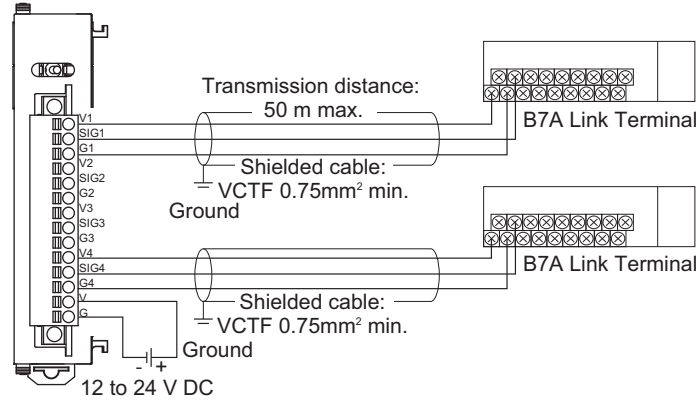 Transmission distance:
50 m max.
V1
SIG1
G1
V2
SIG2
G2
V3
SIG3
G3
V4
SIG4
G4
V
G
B7A Link Terminal
Shielded cable:
VCTF 0.75mm² min.
Ground
B7A Link Terminal
Shielded cable:
VCTF 0.75mm² min.
Ground
- +
12 to 24 V DC